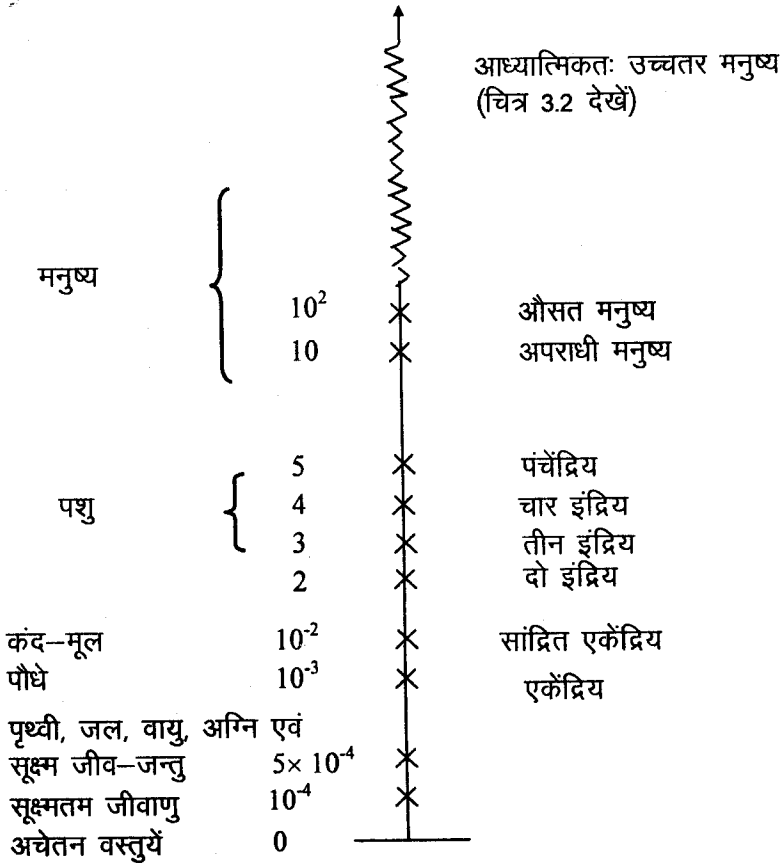 आध्यात्मिकतः उच्चतर मनुष्य
(चित्र 3.2 देखें)
मनुष्य
10² औसत मनुष्य
10 अपराधी मनुष्य
5 पंचेंद्रिय
पशु 4 चार इंद्रिय
3 तीन इंद्रिय
2 दो इंद्रिय
कंद–मूल 10⁻² सांद्रित एकेंद्रिय
पौधे 10⁻³ एकेंद्रिय
पृथ्वी, जल, वायु, अग्नि एवं
सूक्ष्म जीव–जन्तु 5× 10⁻⁴
सूक्ष्मतम जीवाणु 10⁻⁴
अचेतन वस्तुयें 0